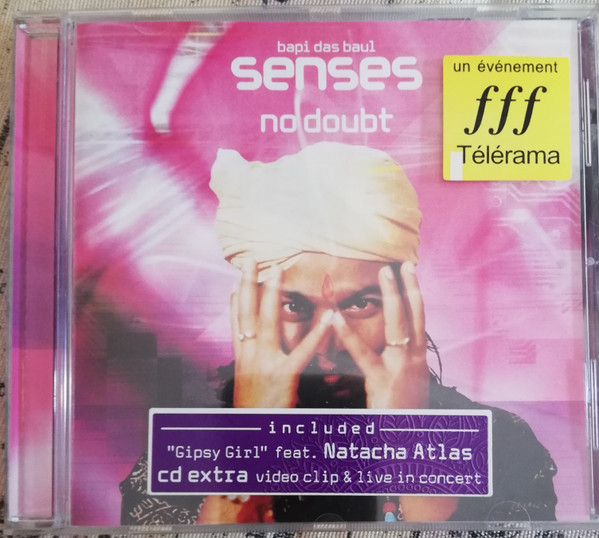 bapi das baul
senses
no doubt
un événement
fff
Télérama
included
"Gipsy Girl" feat. Natacha Atlas
cd extra video clip & live in concert